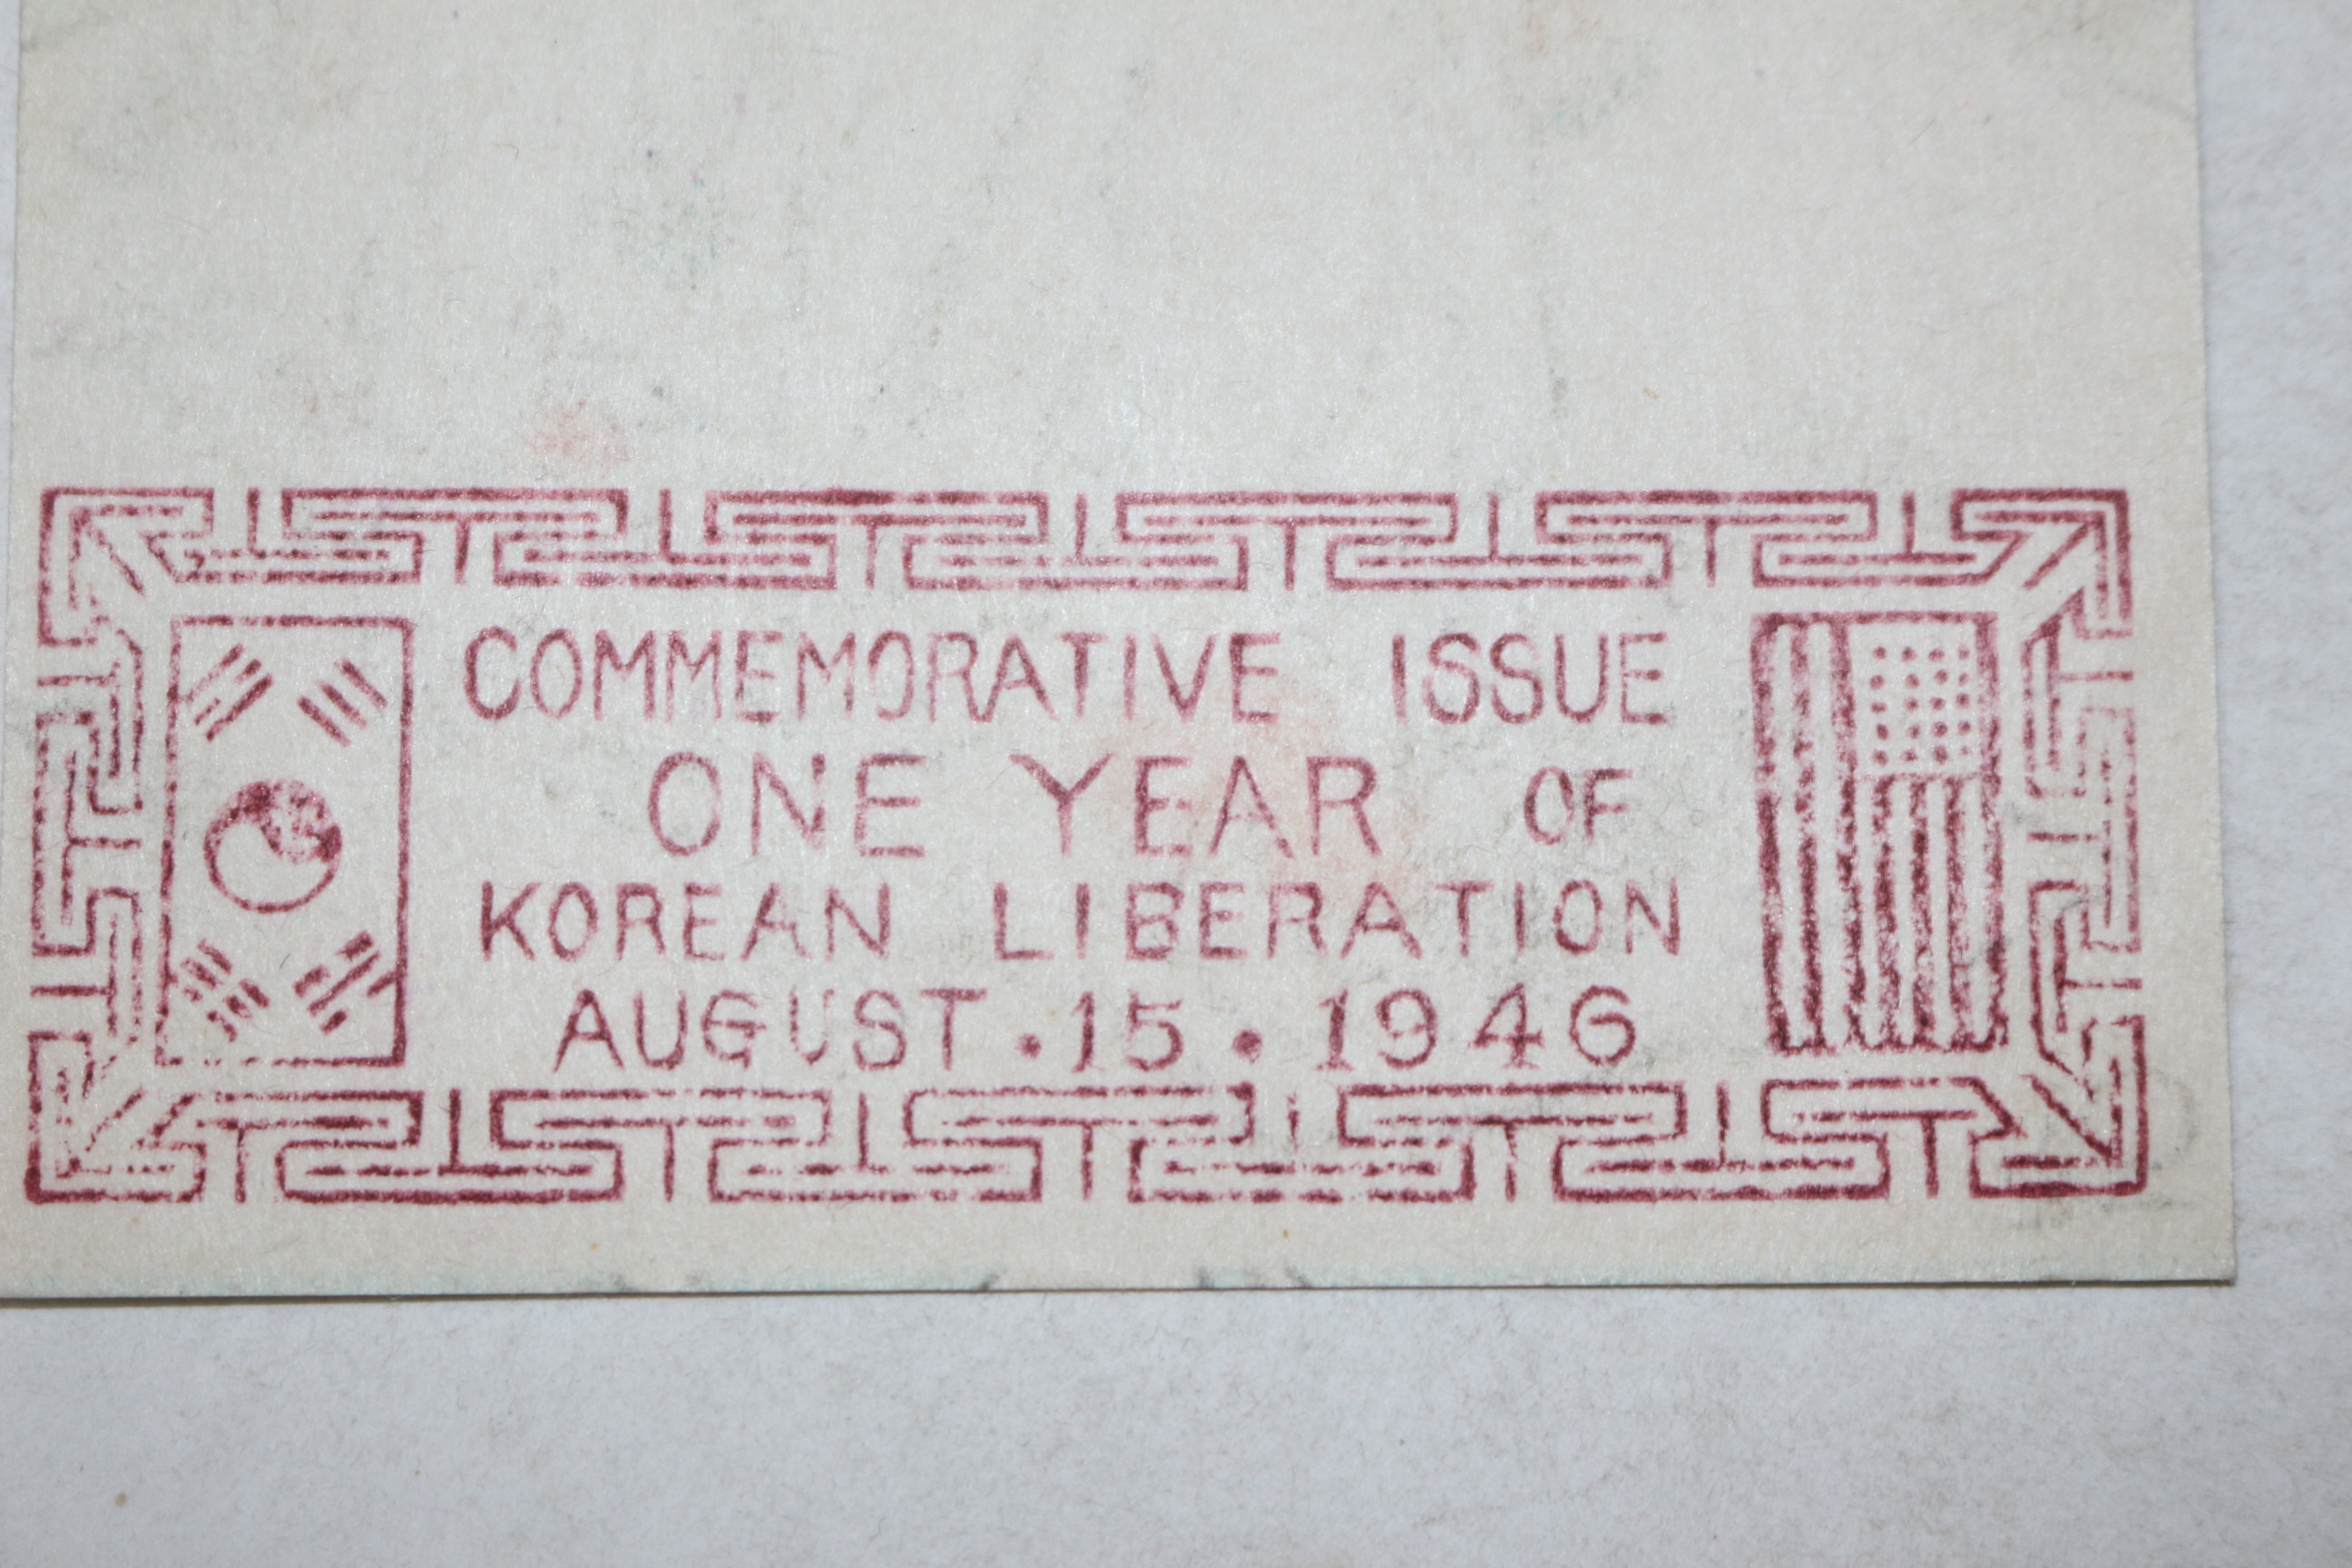 COMMEMORATIVE ISSUE
ONE YEAR OF
KOREAN LIBERATION
AUGUST · 15 · 1946